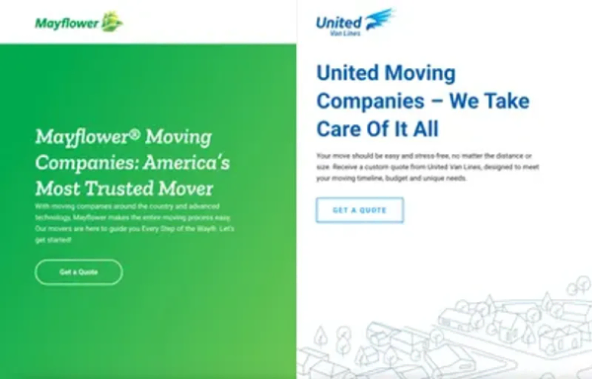 Mayflower
Mayflower® Moving
Companies: America's
Most Trusted Mover
With moving companies around the country and advanced
technology, Mayflower makes the entire moving process easy.
Our movers are here to guide you Every Step of the Way®. Let's
get started!
Get a Quote
United
Van Lines
United Moving
Companies – We Take
Care Of It All
Your move should be easy and stress-free, no matter the distance or
size. Receive a custom quote from United Van Lines, designed to meet
your moving timeline, budget and unique needs.
GET A QUOTE